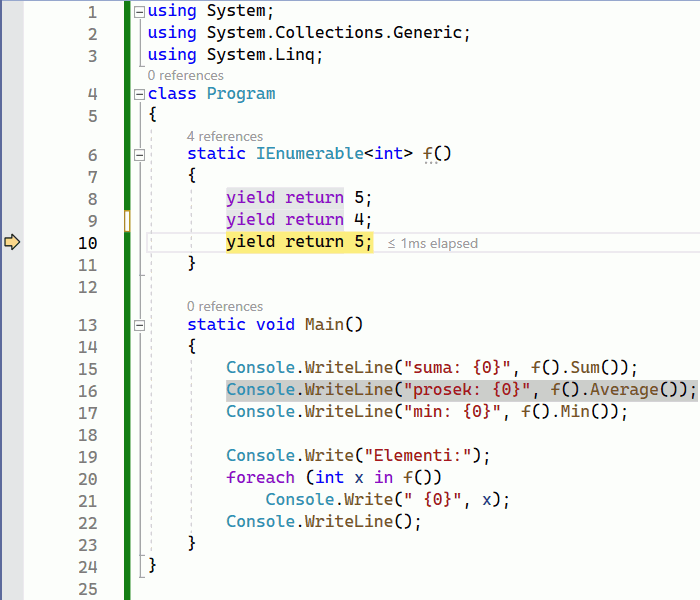 1 using System;
2 using System.Collections.Generic;
3 using System.Linq;
0 references
4 class Program
5 {
4 references
6 static IEnumerable<int> f()
7 {
8 yield return 5;
9 yield return 4;
10 yield return 5; ≤ 1ms elapsed
11 }
12
0 references
13 static void Main()
14 {
15 Console.WriteLine("suma: {0}", f().Sum());
16 Console.WriteLine("prosek: {0}", f().Average());
17 Console.WriteLine("min: {0}", f().Min());
18
19 Console.Write("Elementi:");
20 foreach (int x in f())
21 Console.Write(" {0}", x);
22 Console.WriteLine();
23 }
24 }
25